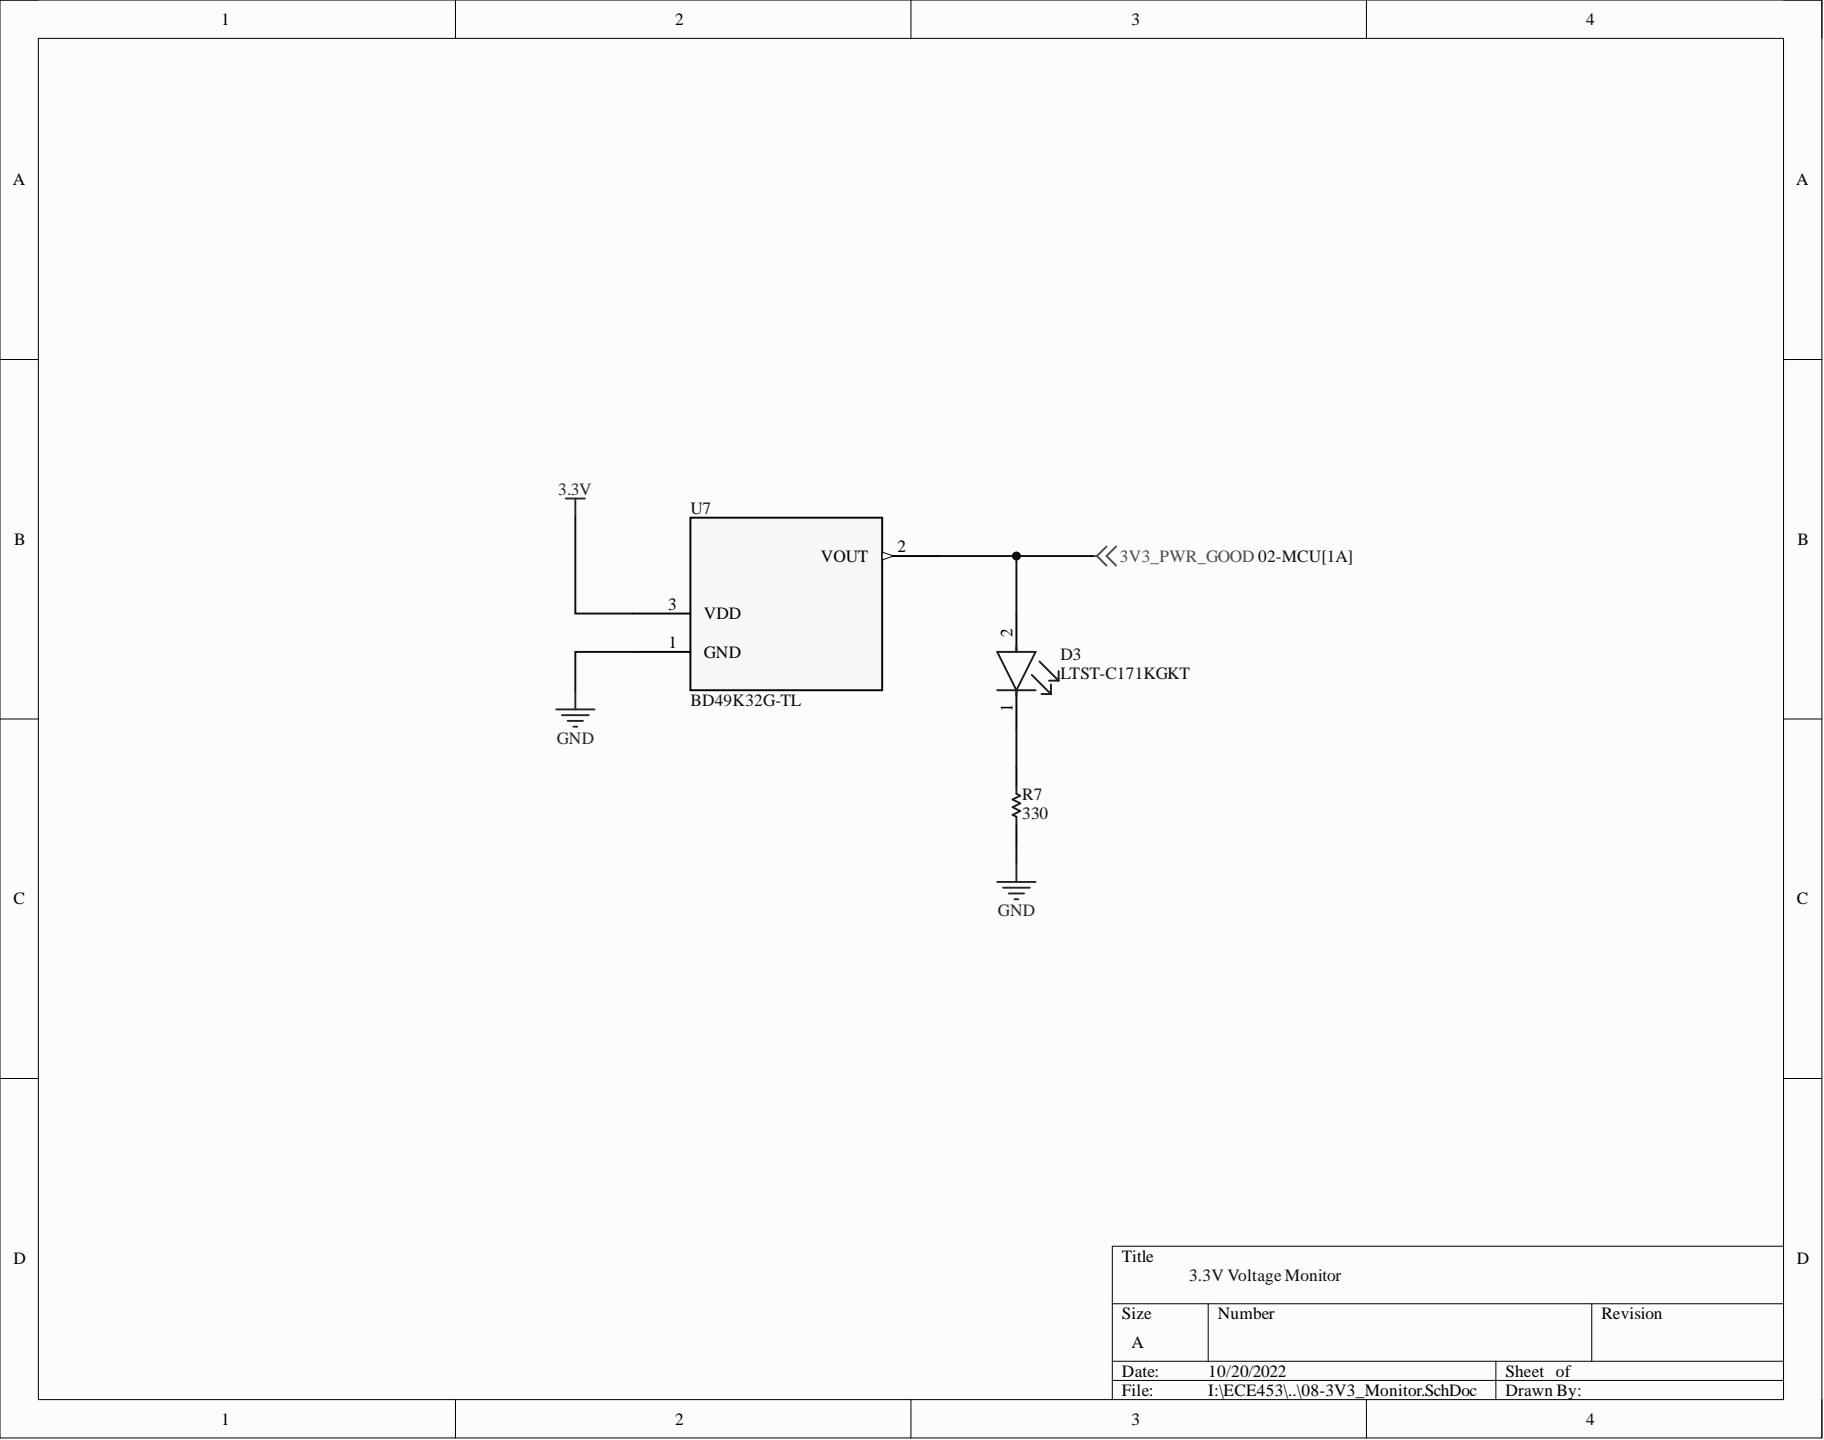 1 2 3 4
A A
3.3V
U7
B B
VOUT 2 3V3_PWR_GOOD 02-MCU[1A]
3 VDD
2
1 GND
D3
LTST-C171KGKT
BD49K32G-TL
1
GND
R7
330
C C
GND
D D
Title
3.3V Voltage Monitor
Size Number Revision
A
Date: 10/20/2022 Sheet of
File: I:\ECE453\..\08-3V3_Monitor.SchDoc Drawn By:
1 2 3 4